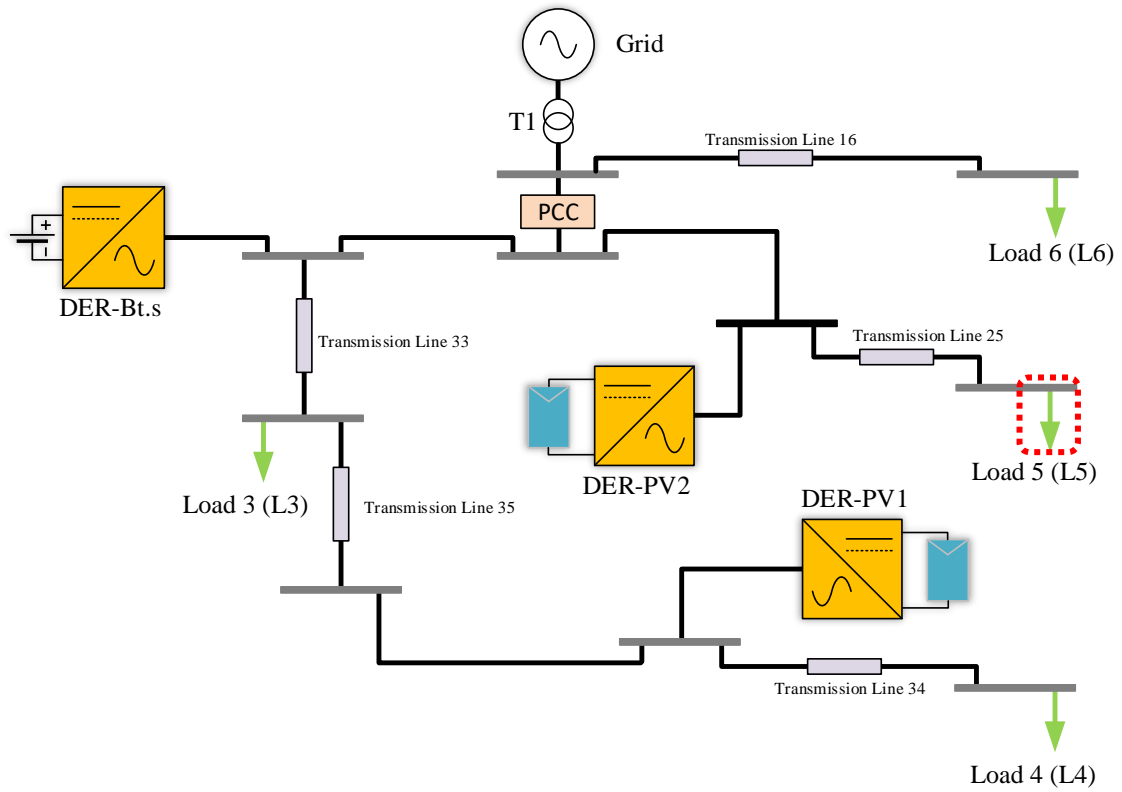 Grid
T1
Transmission Line 16
PCC
+
-
Load 6 (L6)
DER-Bt.s
Transmission Line 33
Transmission Line 25
DER-PV2
Load 5 (L5)
Load 3 (L3)
Transmission Line 35
DER-PV1
Transmission Line 34
Load 4 (L4)